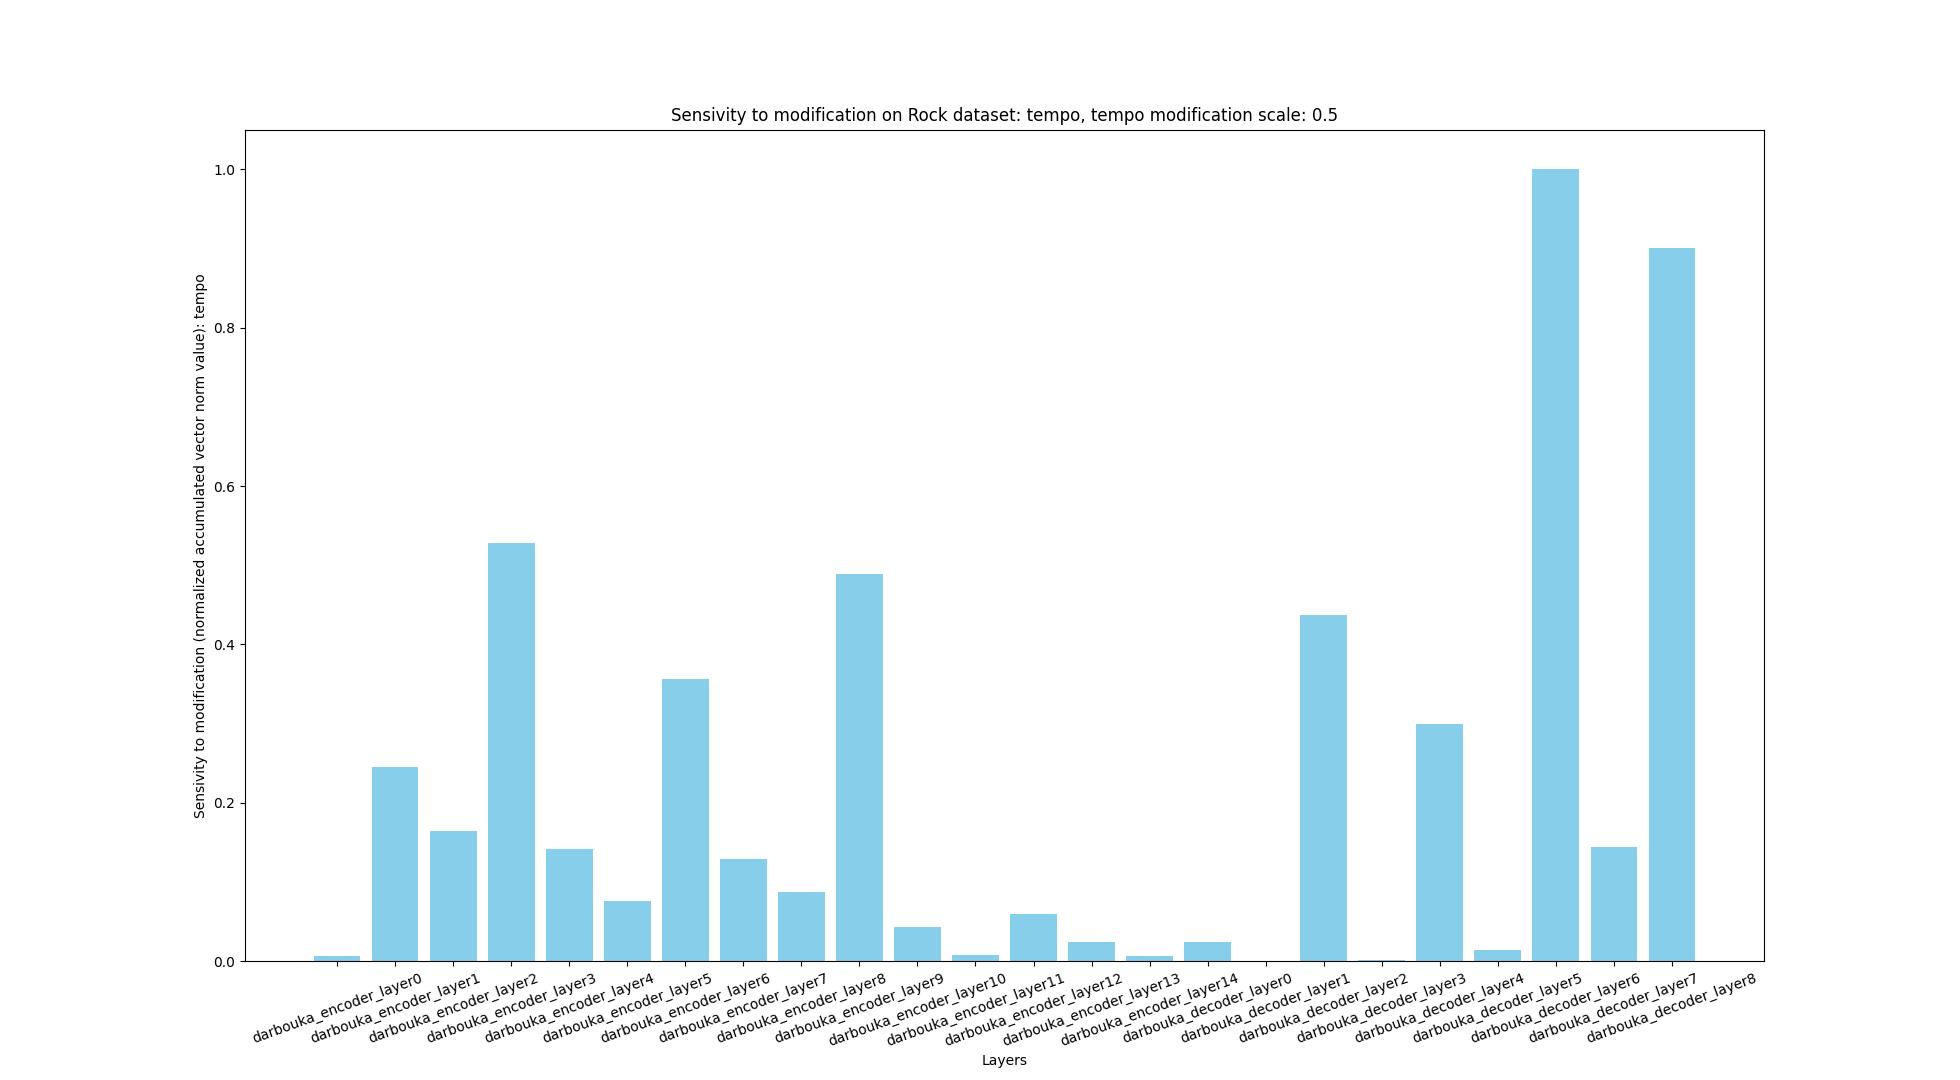 Sensivity to modification on Rock dataset: tempo, tempo modification scale: 0.5
Sensivity to modification (normalized accumulated vector norm value): tempo
1.0
0.8
0.6
0.4
0.2
0.0
darbouka_encoder_layer0
darbouka_encoder_layer1
darbouka_encoder_layer2
darbouka_encoder_layer3
darbouka_encoder_layer4
darbouka_encoder_layer5
darbouka_encoder_layer6
darbouka_encoder_layer7
darbouka_encoder_layer8
darbouka_encoder_layer9
darbouka_encoder_layer10
darbouka_encoder_layer11
darbouka_encoder_layer12
darbouka_encoder_layer13
darbouka_encoder_layer14
darbouka_decoder_layer0
darbouka_decoder_layer1
darbouka_decoder_layer2
darbouka_decoder_layer3
darbouka_decoder_layer4
darbouka_decoder_layer5
darbouka_decoder_layer6
darbouka_decoder_layer7
darbouka_decoder_layer8
Layers